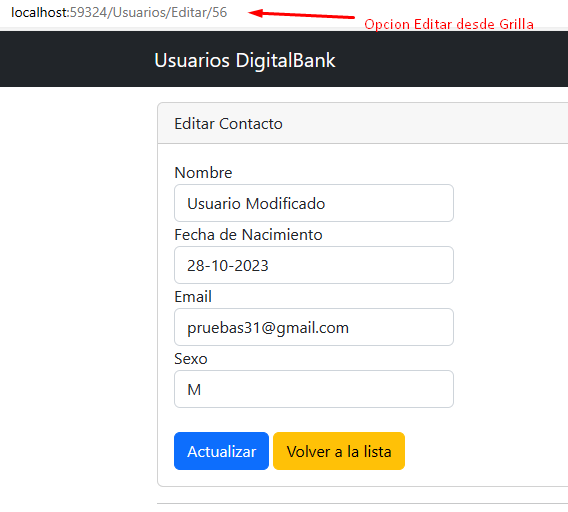 localhost:59324/Usuarios/Editar/56
Opcion Editar desde Grilla
Usuarios DigitalBank
Editar Contacto
Nombre
Usuario Modificado
Fecha de Nacimiento
28-10-2023
Email
pruebas31@gmail.com
Sexo
M
Actualizar Volver a la lista